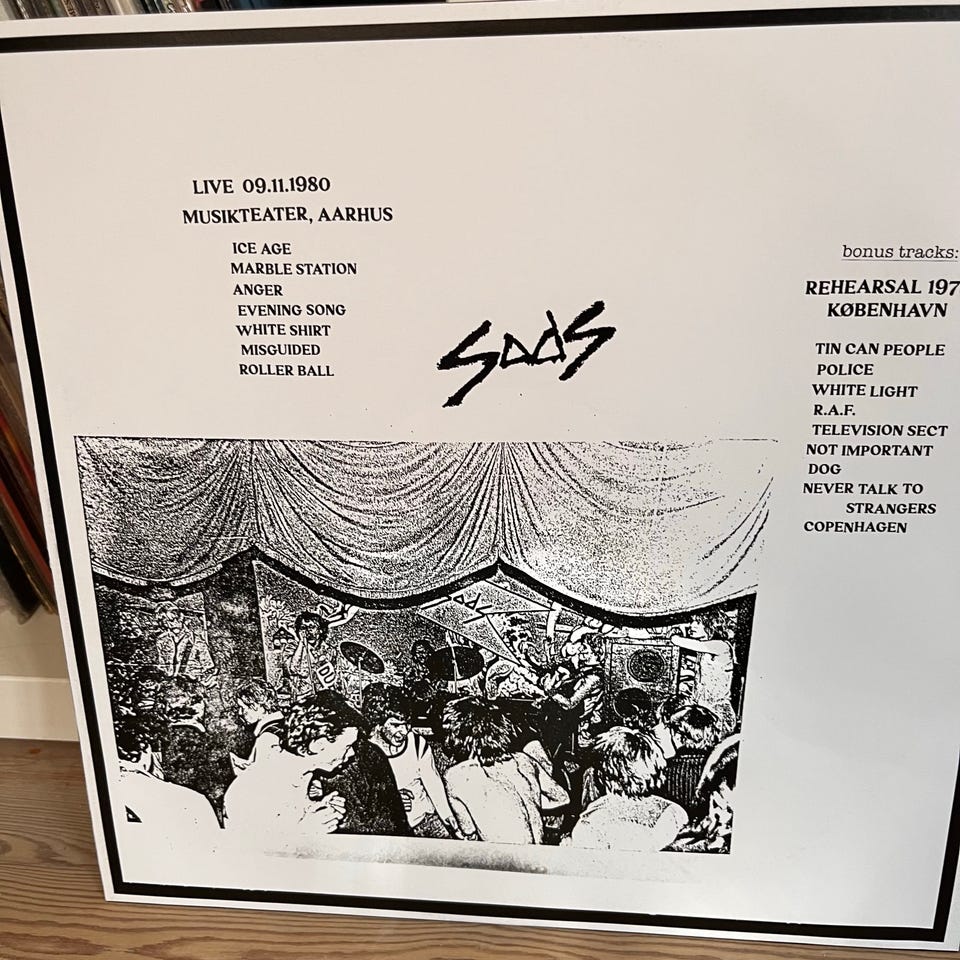 LIVE 09.11.1980
MUSIKTEATER, AARHUS
ICE AGE
MARBLE STATION
ANGER
EVENING SONG
WHITE SHIRT
MISGUIDED
ROLLER BALL
SODS
bonus tracks:
REHEARSAL 197
KØBENHAVN
TIN CAN PEOPLE
POLICE
WHITE LIGHT
R.A.F.
TELEVISION SECT
NOT IMPORTANT
DOG
NEVER TALK TO
STRANGERS
COPENHAGEN